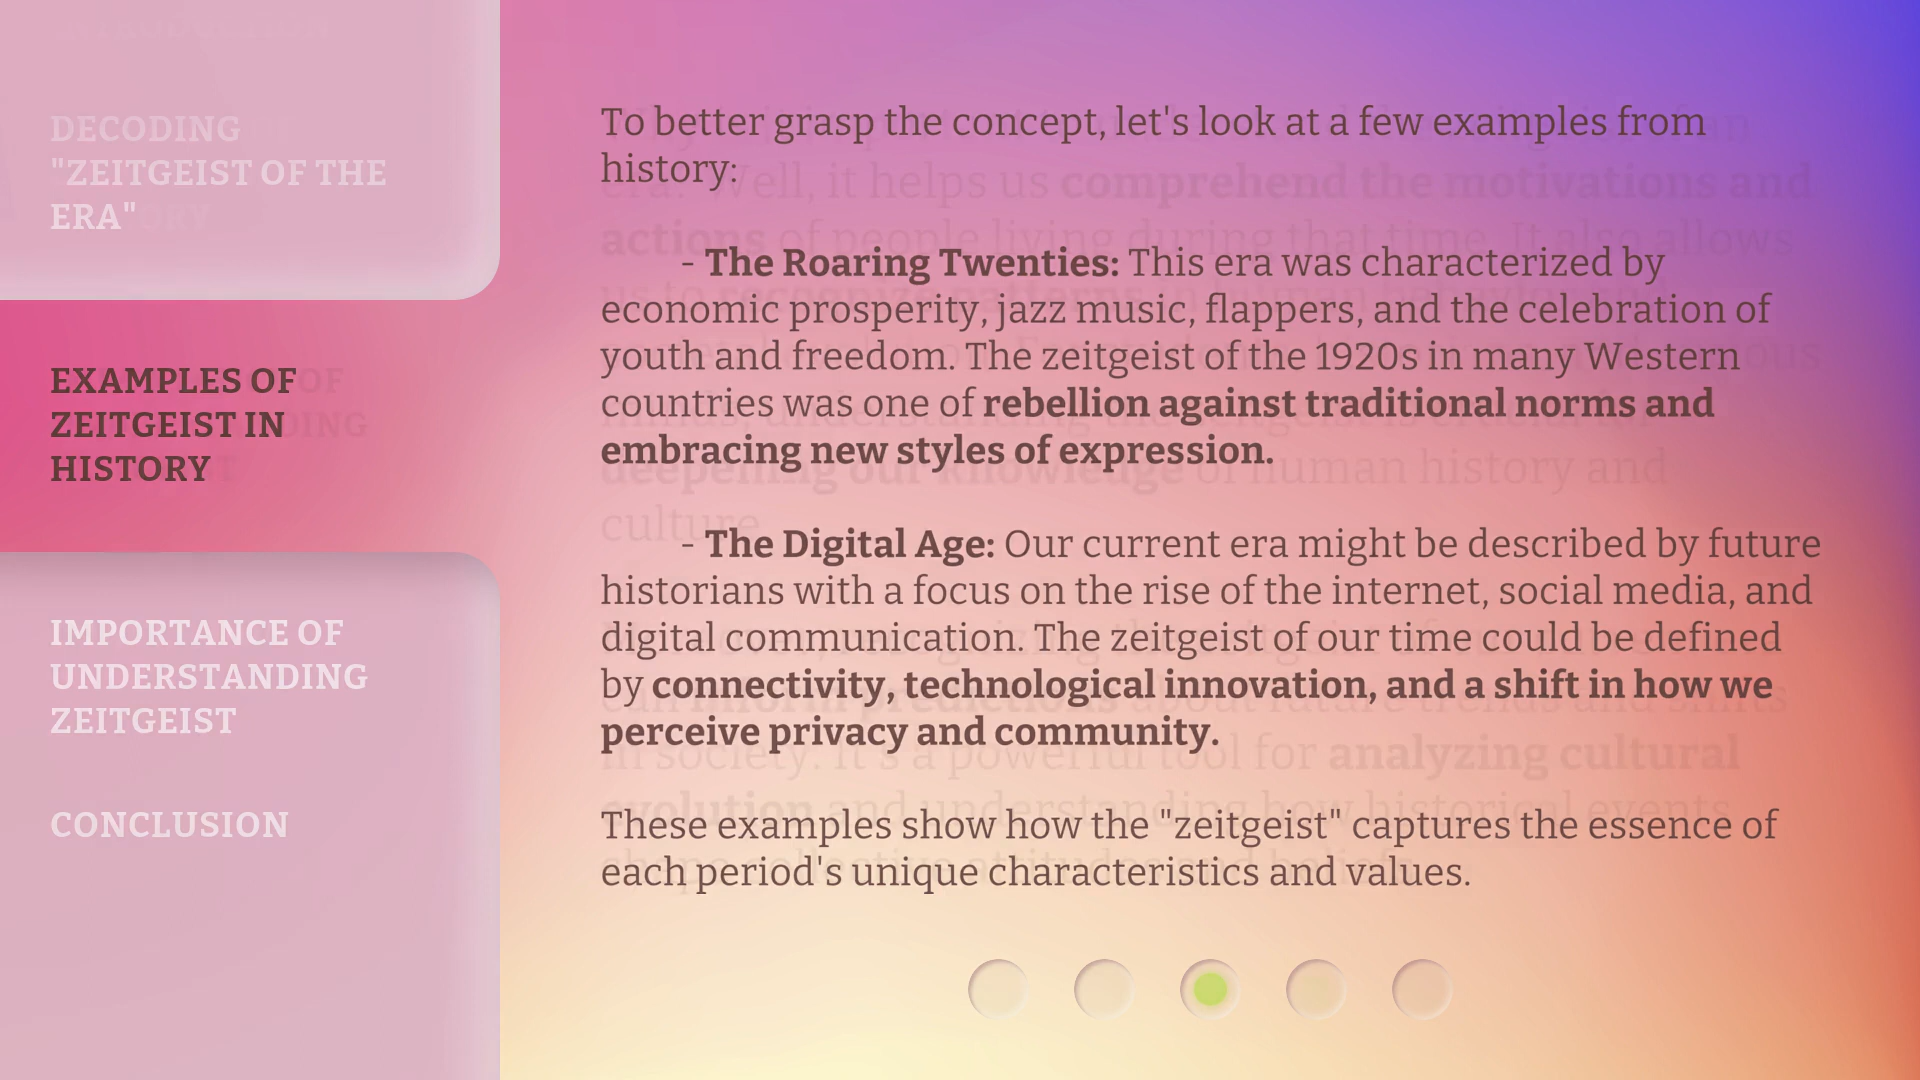 DECODING
"ZEITGEIST OF THE
ERA"
EXAMPLES OF
ZEITGEIST IN
HISTORY
IMPORTANCE OF
UNDERSTANDING
ZEITGEIST
CONCLUSION
To better grasp the concept, let's look at a few examples from
history:
- The Roaring Twenties: This era was characterized by
economic prosperity, jazz music, flappers, and the celebration of
youth and freedom. The zeitgeist of the 1920s in many Western
countries was one of rebellion against traditional norms and
embracing new styles of expression.
- The Digital Age: Our current era might be described by future
historians with a focus on the rise of the internet, social media, and
digital communication. The zeitgeist of our time could be defined
by connectivity, technological innovation, and a shift in how we
perceive privacy and community.
These examples show how the "zeitgeist" captures the essence of
each period's unique characteristics and values.